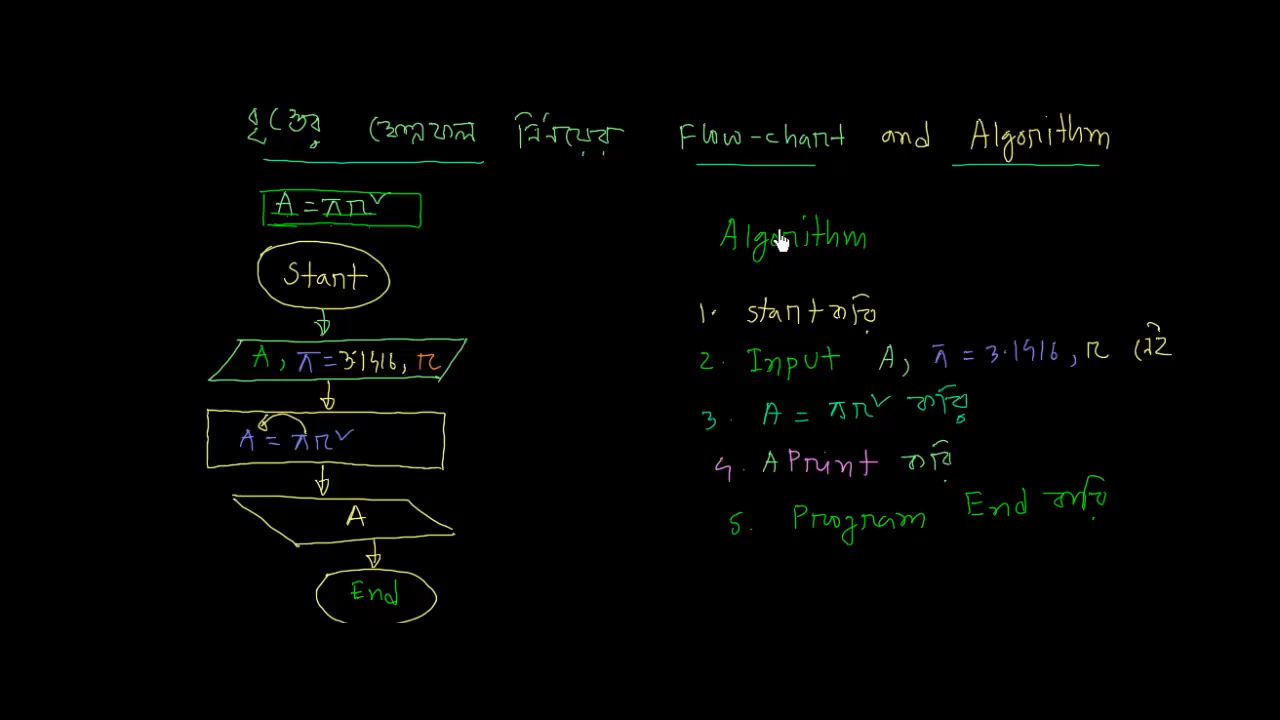 বৃত্তের ক্ষেত্রফল নির্ণয়ের Flow-chart and Algorithm
A = πr²
Start
A, π = 3.1416, r
A = πr²
A
End
Algorithm
1. start করি
2. Input A, π = 3.1416, r নেই
3. A = πr² করি
4. A Print করি
5. Program End করি